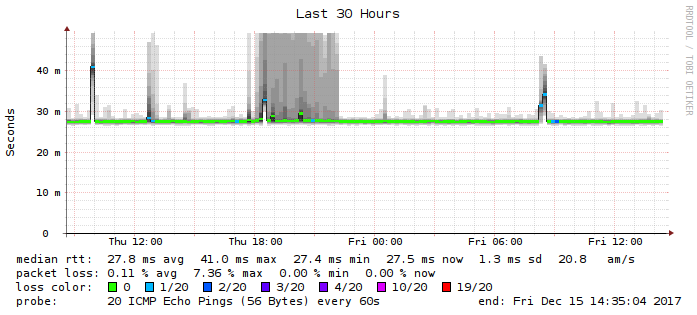 Last 30 Hours
RRDTOOL / TOBI OETIKER
Seconds
40 m
30 m
20 m
10 m
0
Thu 12:00 Thu 18:00 Fri 00:00 Fri 06:00 Fri 12:00
median rtt: 27.8 ms avg 41.0 ms max 27.4 ms min 27.5 ms now 1.3 ms sd 20.8 am/s
packet loss: 0.11 % avg 7.36 % max 0.00 % min 0.00 % now
loss color: 0 1/20 2/20 3/20 4/20 10/20 19/20
probe: 20 ICMP Echo Pings (56 Bytes) every 60s end: Fri Dec 15 14:35:04 2017